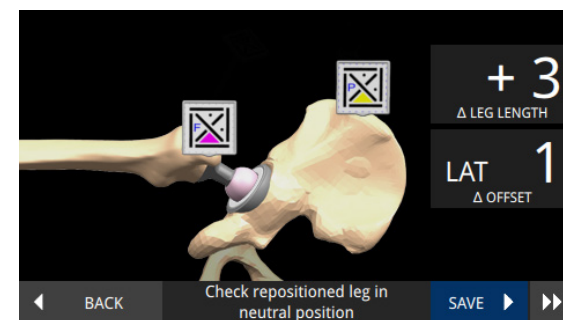 F
P
+ 3
Δ LEG LENGTH
LAT 1
Δ OFFSET
BACK
Check repositioned leg in
neutral position
SAVE